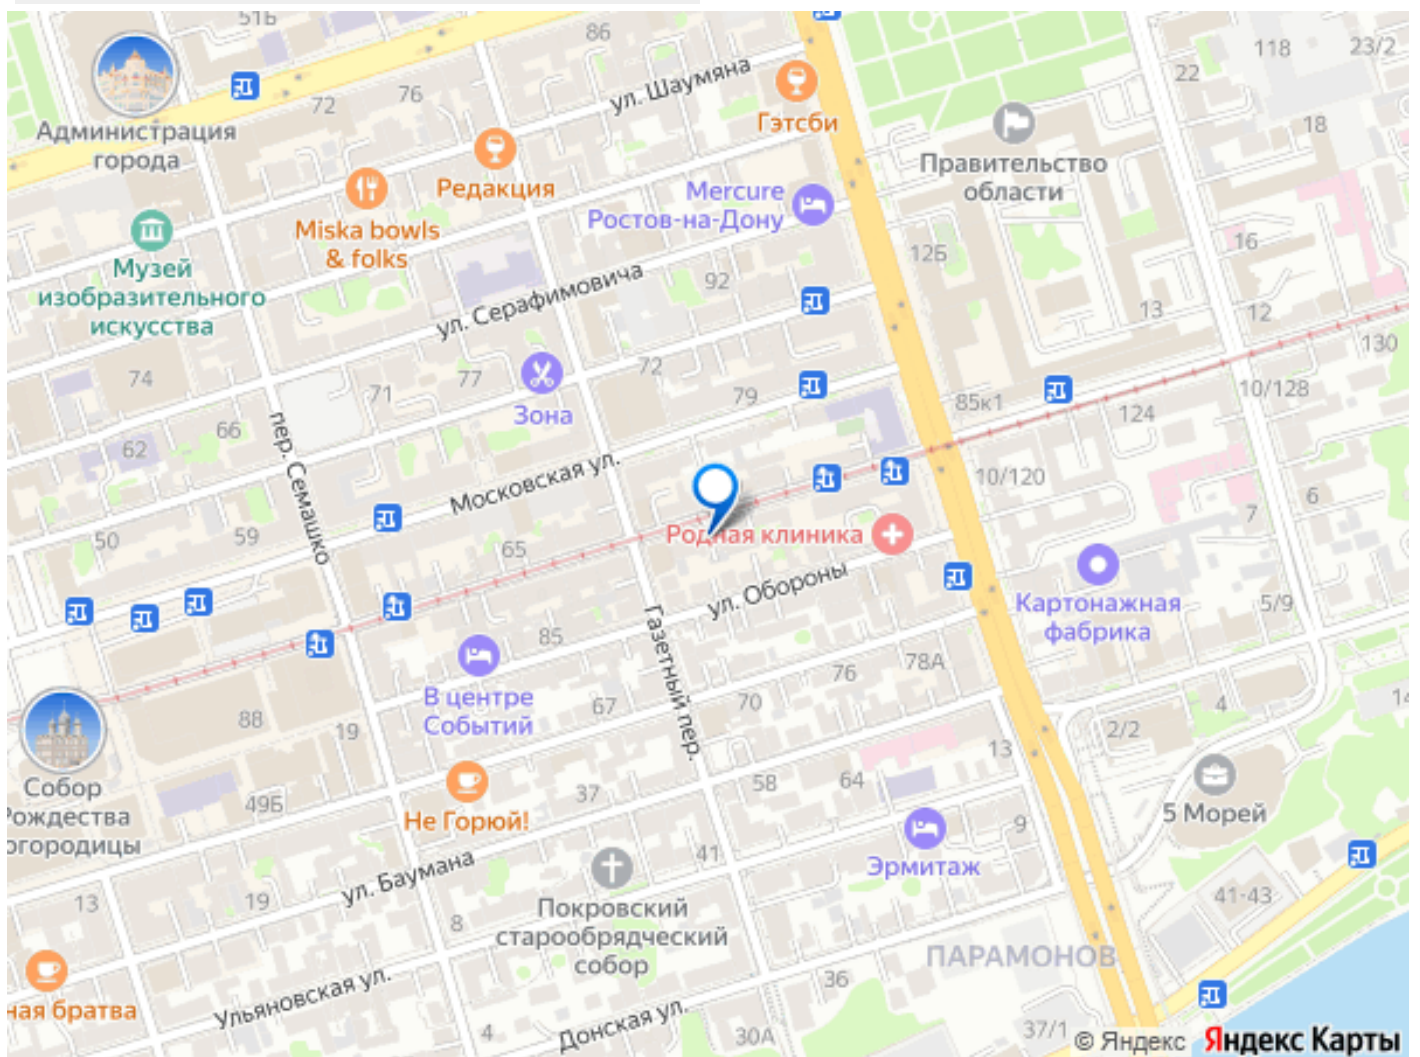 51Б
86
118
23/2
22
72
76
ул. Шаумяна
Гэтсби
18
Администрация
города
Редакция
Правительство
области
Mercure
Ростов-на-Дону
Miska bowls
& folks
Музей
изобразительного
искусства
16
12Б
92
ул. Серафимовича
13
12
130
74
71
77
72
79
Зона
10/128
85к1
124
62
66
пер. Семашко
Московская ул.
10/120
6
7
50
59
65
Родная клиника
ул. Обороны
Картонажная
фабрика
5/9
85
Газетный пер.
78А
76
В центре
Событий
67
70
4
14
88
19
2/2
13
Собор
Рождества
огородицы
49Б
37
58
64
5 Морей
Не Горюй!
9
Эрмитаж
ул. Баумана
41
41-43
13
19
8
Покровский
старообрядческий
собор
ПАРАМОНОВ
ная братва
Ульяновская ул.
4
Донская ул.
36
30А
37/1
© Яндекс Яндекс Карты